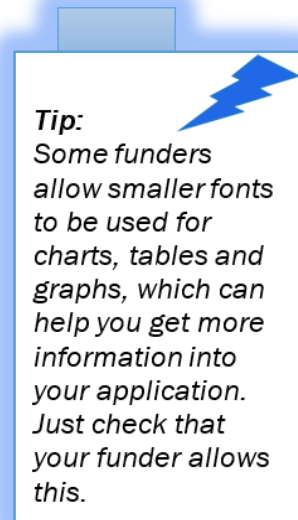 Tip:
Some funders
allow smaller fonts
to be used for
charts, tables and
graphs, which can
help you get more
information into
your application.
Just check that
your funder allows
this.